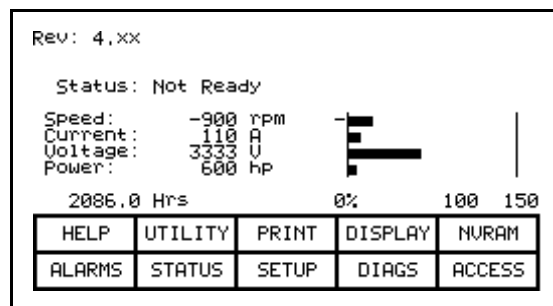 Rev: 4.xx
Status: Not Ready
Speed: -900 rpm
Current: 110 A
Voltage: 3333 V
Power: 600 hp
2086.0 Hrs 0% 100 150
HELP UTILITY PRINT DISPLAY NVRAM
ALARMS STATUS SETUP DIAGS ACCESS